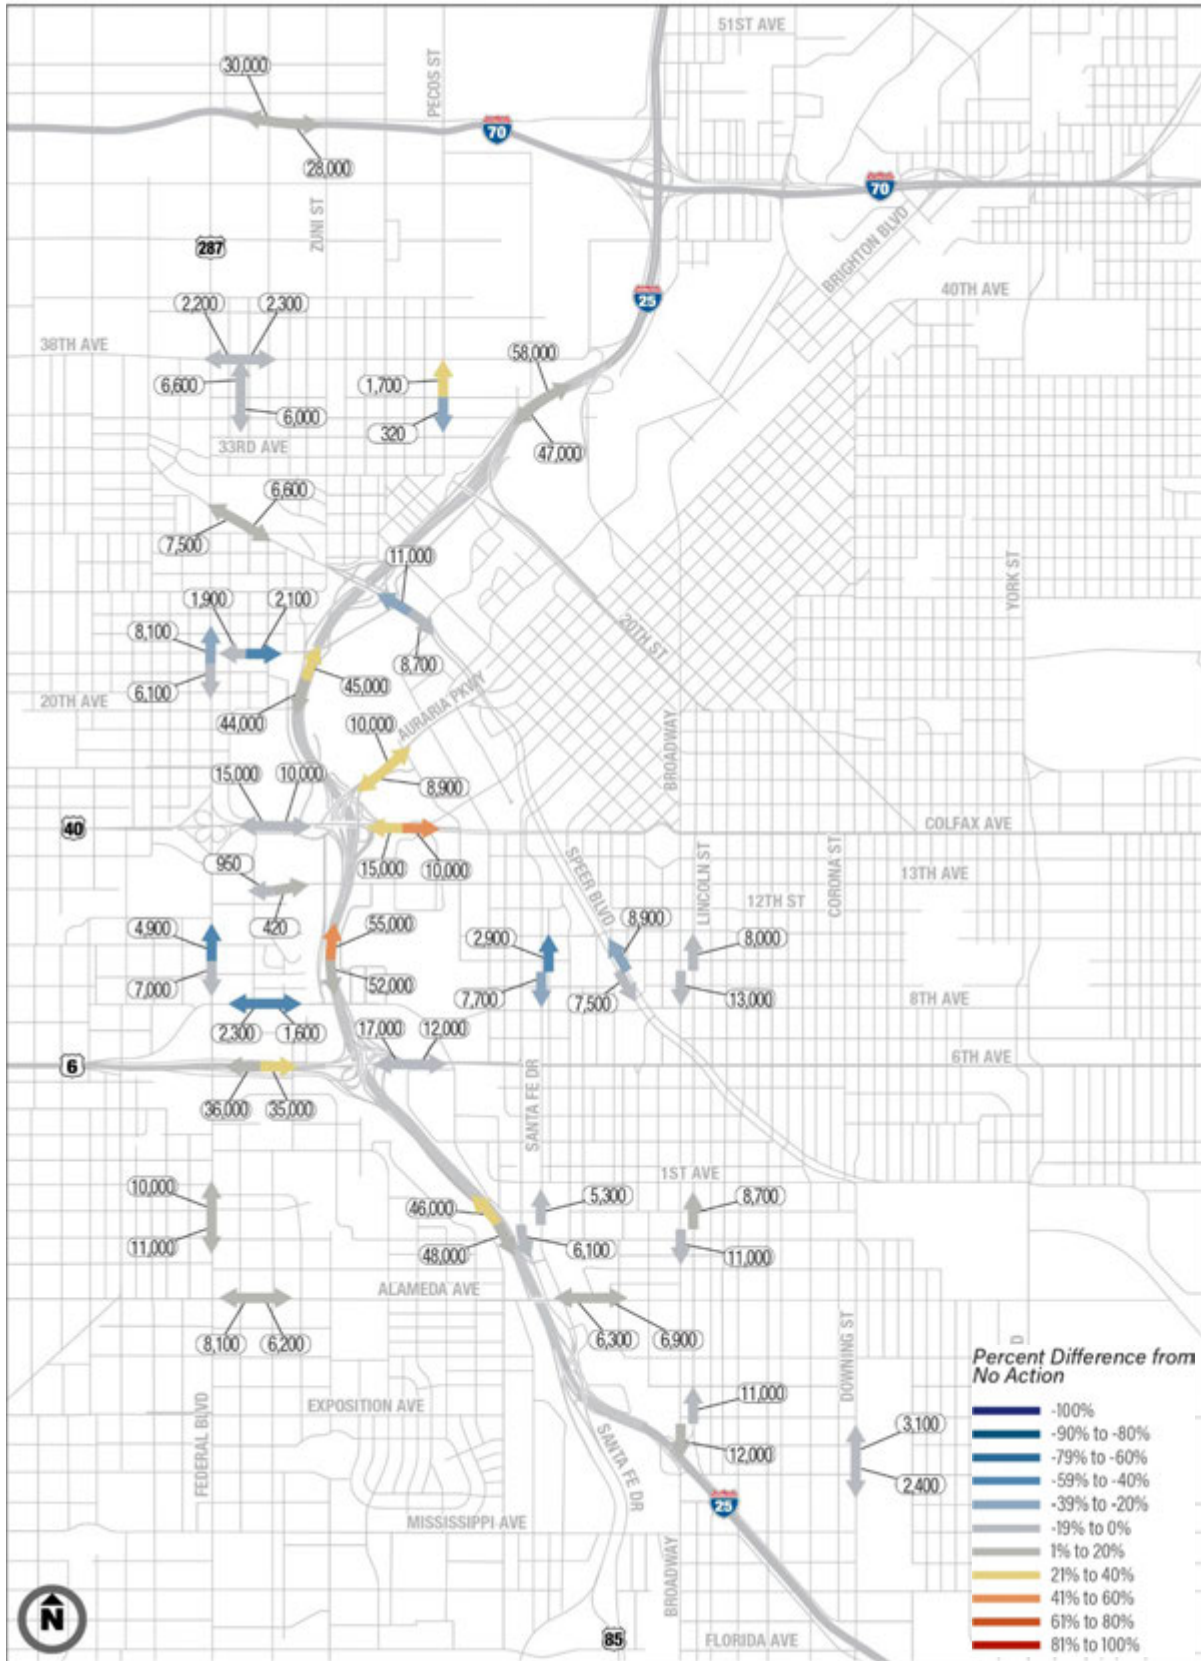 51ST AVE
30,000
PECOS ST
70
28,000
70
ZUNI ST
BRIGHTON BLVD
287
40TH AVE
25
2,200
2,300
38TH AVE
58,000
6,600
1,700
6,000
320
33RD AVE
47,000
6,600
7,500
11,000
YORK ST
1,900
2,100
20TH ST
8,100
8,700
6,100
45,000
20TH AVE
44,000
AURARIA PKWY
10,000
BROADWAY
15,000
10,000
8,900
40
COLFAX AVE
950
15,000
10,000
SPEER BLVD
LINCOLN ST
CORONA ST
13TH AVE
12TH ST
420
4,900
55,000
2,900
8,900
8,000
7,000
52,000
7,700
7,500
13,000
8TH AVE
2,300
1,600
17,000
12,000
6
6TH AVE
36,000
35,000
SANTA FE DR
1ST AVE
10,000
5,300
8,700
46,000
11,000
48,000
6,100
11,000
ALAMEDA AVE
8,100
6,200
6,300
6,900
DOWNING ST
D
Percent Difference from
No Action
FEDERAL BLVD
EXPOSITION AVE
11,000
SANTA FE DR
12,000
3,100
2,400
-100%
-90% to -80%
-79% to -60%
-59% to -40%
-39% to -20%
-19% to 0%
1% to 20%
21% to 40%
41% to 60%
61% to 80%
81% to 100%
25
MISSISSIPPI AVE
BROADWAY
N
85
FLORIDA AVE